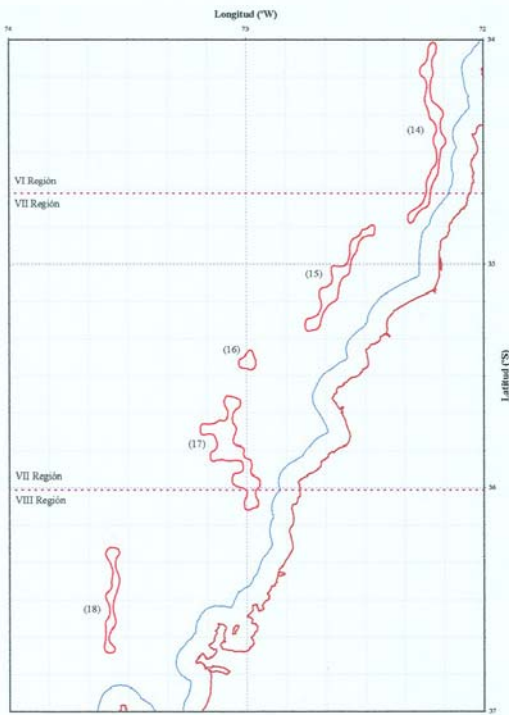 Longitud (°W)
74
73
72
34
(14)
VI Región
VII Región
35
(15)
(16)
Latitud (°S)
(17)
VII Región
VIII Región
36
(18)
37